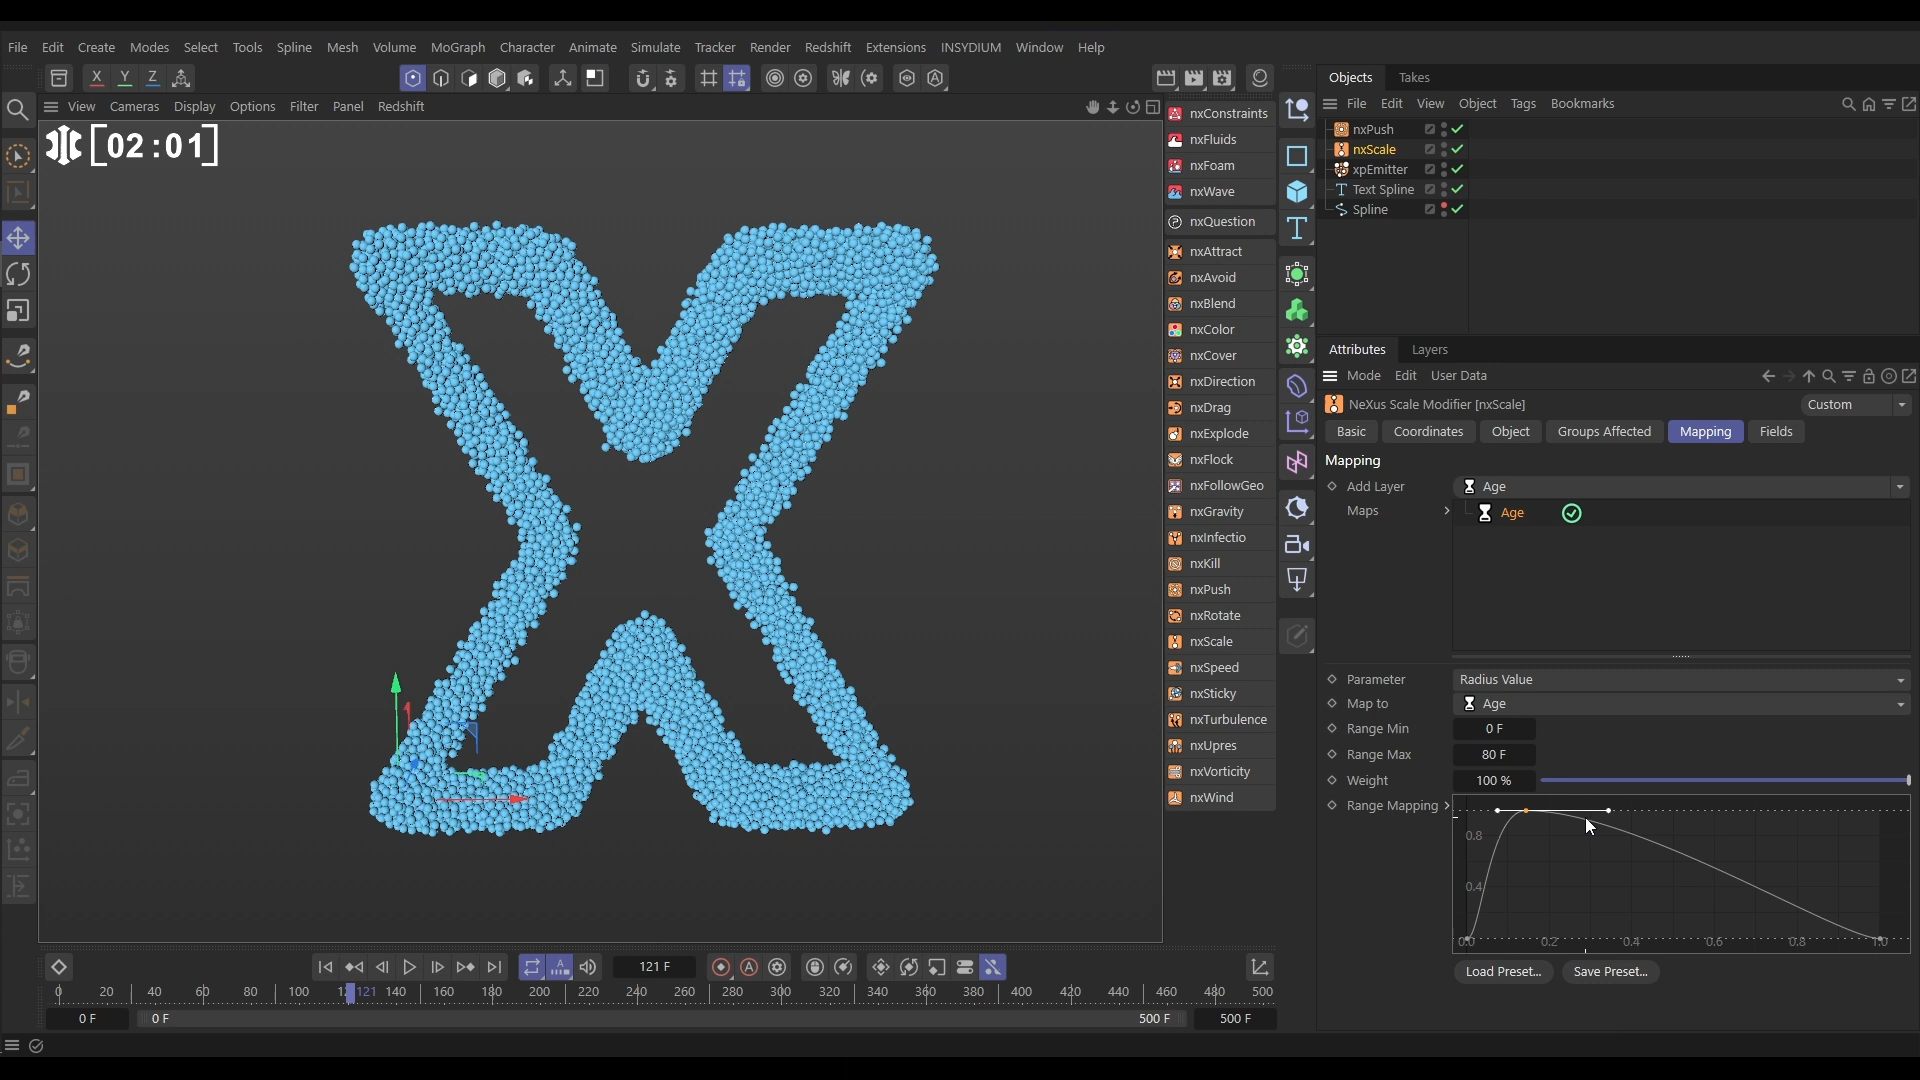 File Edit Create Modes Select Tools Spline Mesh Volume MoGraph Character Animate Simulate Tracker Render Redshift Extensions INSYDIUM Window Help
X Y Z
Objects Takes
View Cameras Display Options Filter Panel Redshift
File Edit View Object Tags Bookmarks
[02:01]
nxConstraints
nxFluids
nxFoam
nxWave
nxQuestion
nxAttract
nxAvoid
nxBlend
nxColor
nxCover
nxDirection
nxDrag
nxExplode
nxFlock
nxFollowGeo
nxGravity
nxInfectio
nxKill
nxPush
nxRotate
nxScale
nxSpeed
nxSticky
nxTurbulence
nxUpres
nxVorticity
nxWind
nxPush
nxScale
xpEmitter
Text Spline
Spline
Attributes Layers
Mode Edit User Data
NeXus Scale Modifier [nxScale] Custom
Basic Coordinates Object Groups Affected Mapping Fields
Mapping
Add Layer Age
Maps Age
Parameter Radius Value
Map to Age
Range Min 0 F
Range Max 80 F
Weight 100 %
Range Mapping
0.8
0.4
0.0 0.2 0.4 0.6 0.8 1.0
Load Preset... Save Preset...
121 F
0 20 40 60 80 100 121 140 160 180 200 220 240 260 280 300 320 340 360 380 400 420 440 460 480 500
0 F 0 F 500 F 500 F